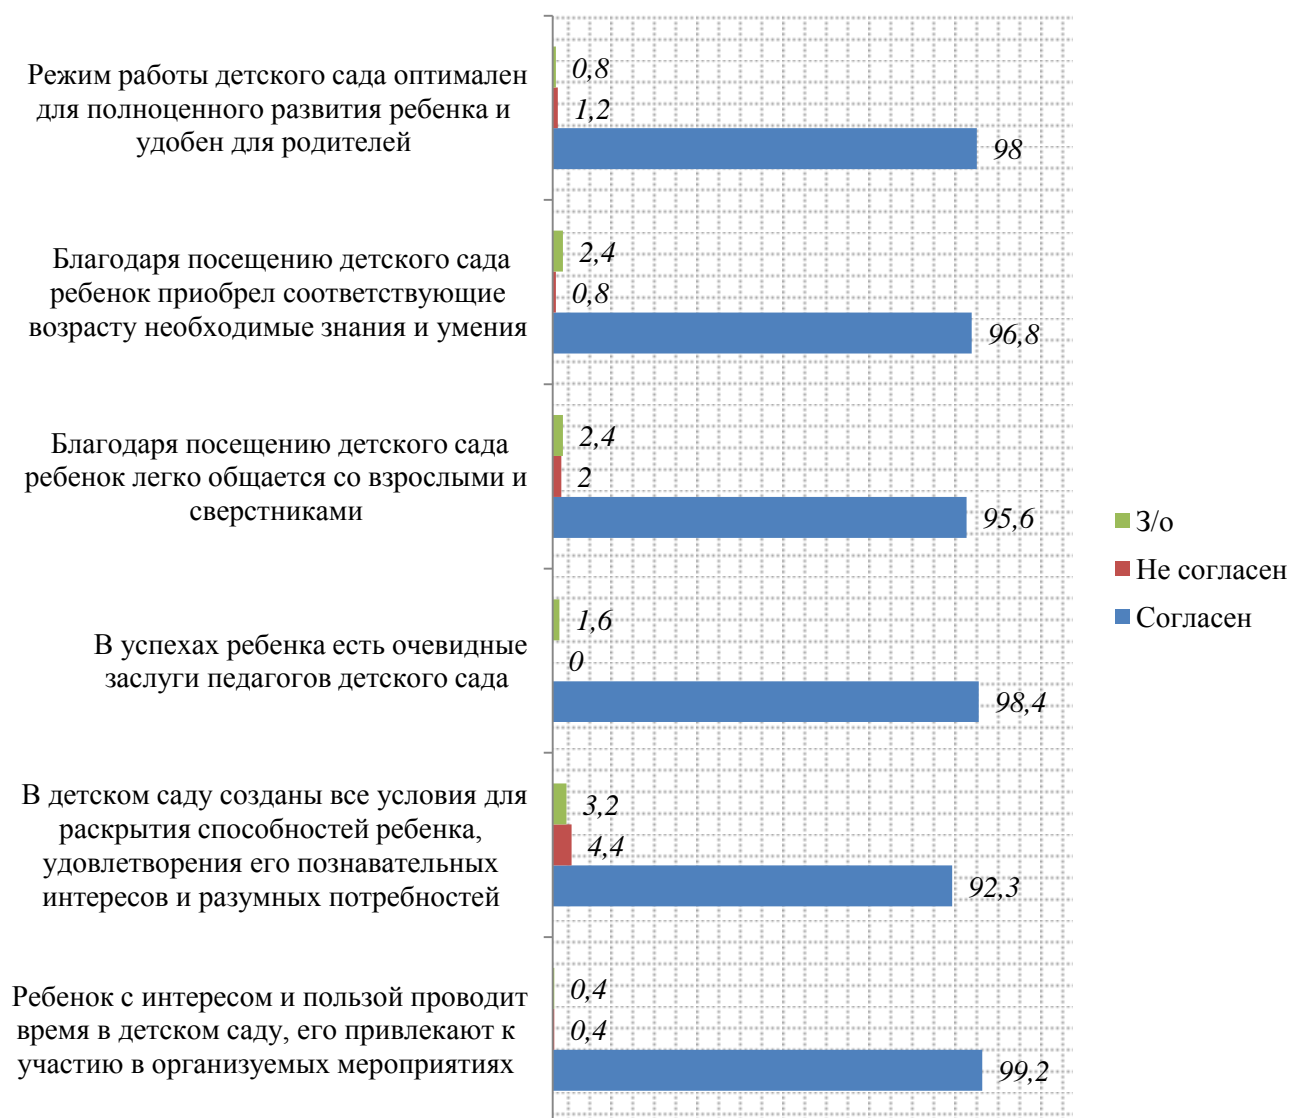 Режим работы детского сада оптимален
для полноценного развития ребенка и
удобен для родителей
0,8
1,2
98
Благодаря посещению детского сада
ребенок приобрел соответствующие
возрасту необходимые знания и умения
2,4
0,8
96,8
Благодаря посещению детского сада
ребенок легко общается со взрослыми и
сверстниками
2,4
2
95,6
В успехах ребенка есть очевидные
заслуги педагогов детского сада
1,6
0
98,4
В детском саду созданы все условия для
раскрытия способностей ребенка,
удовлетворения его познавательных
интересов и разумных потребностей
3,2
4,4
92,3
Ребенок с интересом и пользой проводит
время в детском саду, его привлекают к
участию в организуемых мероприятиях
0,4
0,4
99,2
З/о
Не согласен
Согласен